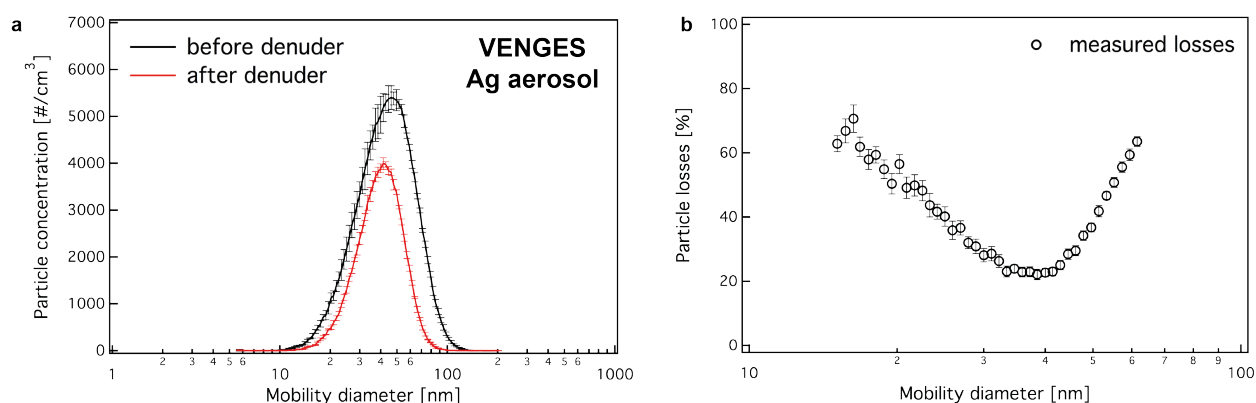 a
7000
6000
5000
4000
3000
2000
1000
0
Particle concentration [#/cm³]
before denuder
after denuder
VENGES
Ag aerosol
2 3 4 5 6 2 3 4 5 6 2 3 4 5 6
1 10 100 1000
Mobility diameter [nm]
b
100
80
60
40
20
0
Particle losses [%]
measured losses
2 3 4 5 6 7 8 9
10 100
Mobility diameter [nm]